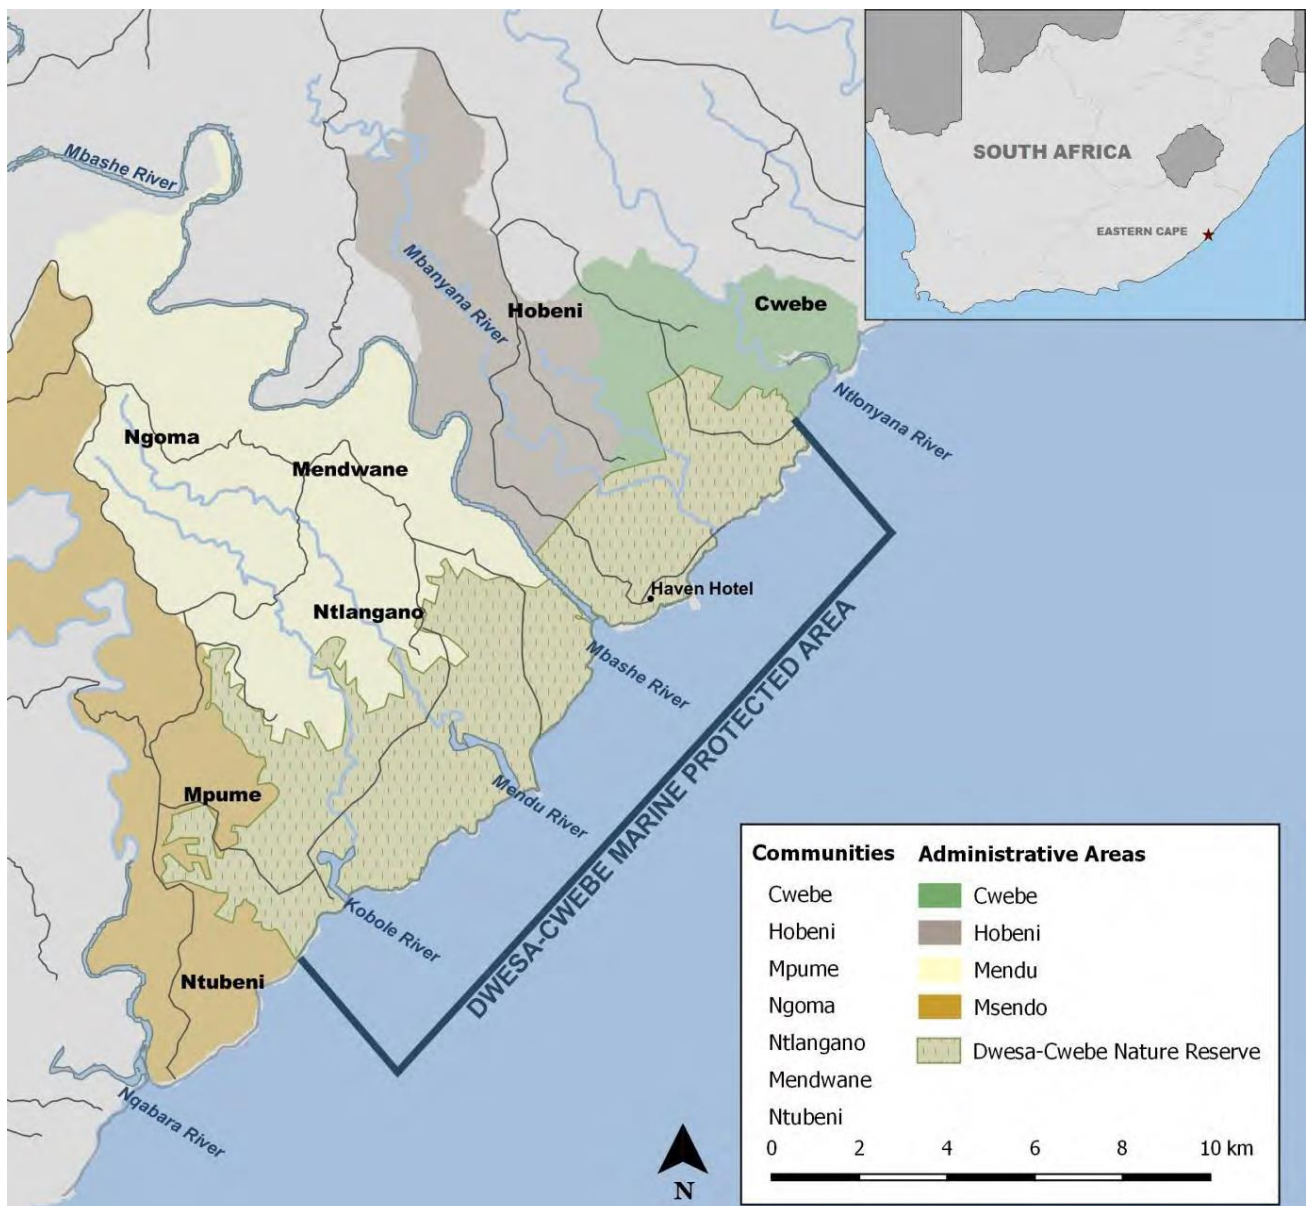 Mbashe River
SOUTH AFRICA
EASTERN CAPE
Mbanyana River
Hobeni
Cwebe
Ntlonyana River
Ngoma
Mendwane
Haven Hotel
Ntlangano
Mbashe River
DWESA-CWEBE MARINE PROTECTED AREA
Mpume
Mendu River
Kobole River
Ntubeni
Nqabara River
N
Communities
Cwebe
Hobeni
Mpume
Ngoma
Ntlangano
Mendwane
Ntubeni
Administrative Areas
Cwebe
Hobeni
Mendu
Msendo
Dwesa-Cwebe Nature Reserve
0 2 4 6 8 10 km